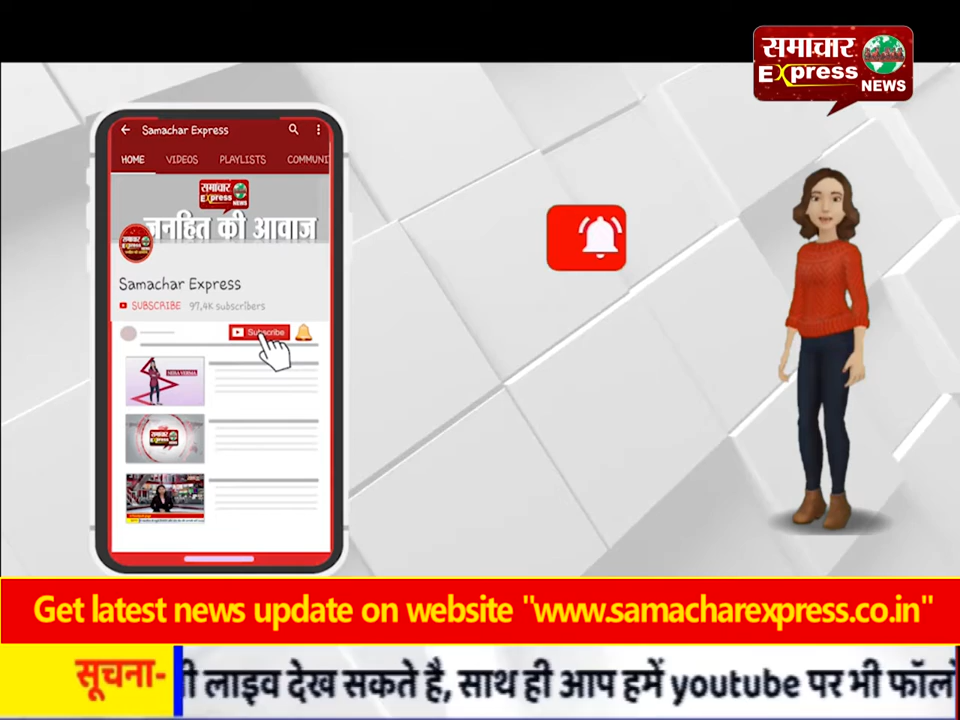 समाचार
Express
NEWS
Samachar Express
HOME VIDEOS PLAYLISTS COMMUNI
समाचार
Express
NEWS
जनहित की आवाज
Samachar Express
SUBSCRIBE 97.4K subscribers
Subscribe
Get latest news update on website "www.samacharexpress.co.in"
सूचना- ी लाइव देख सकते है, साथ ही आप हमें youtube पर भी फॉलो